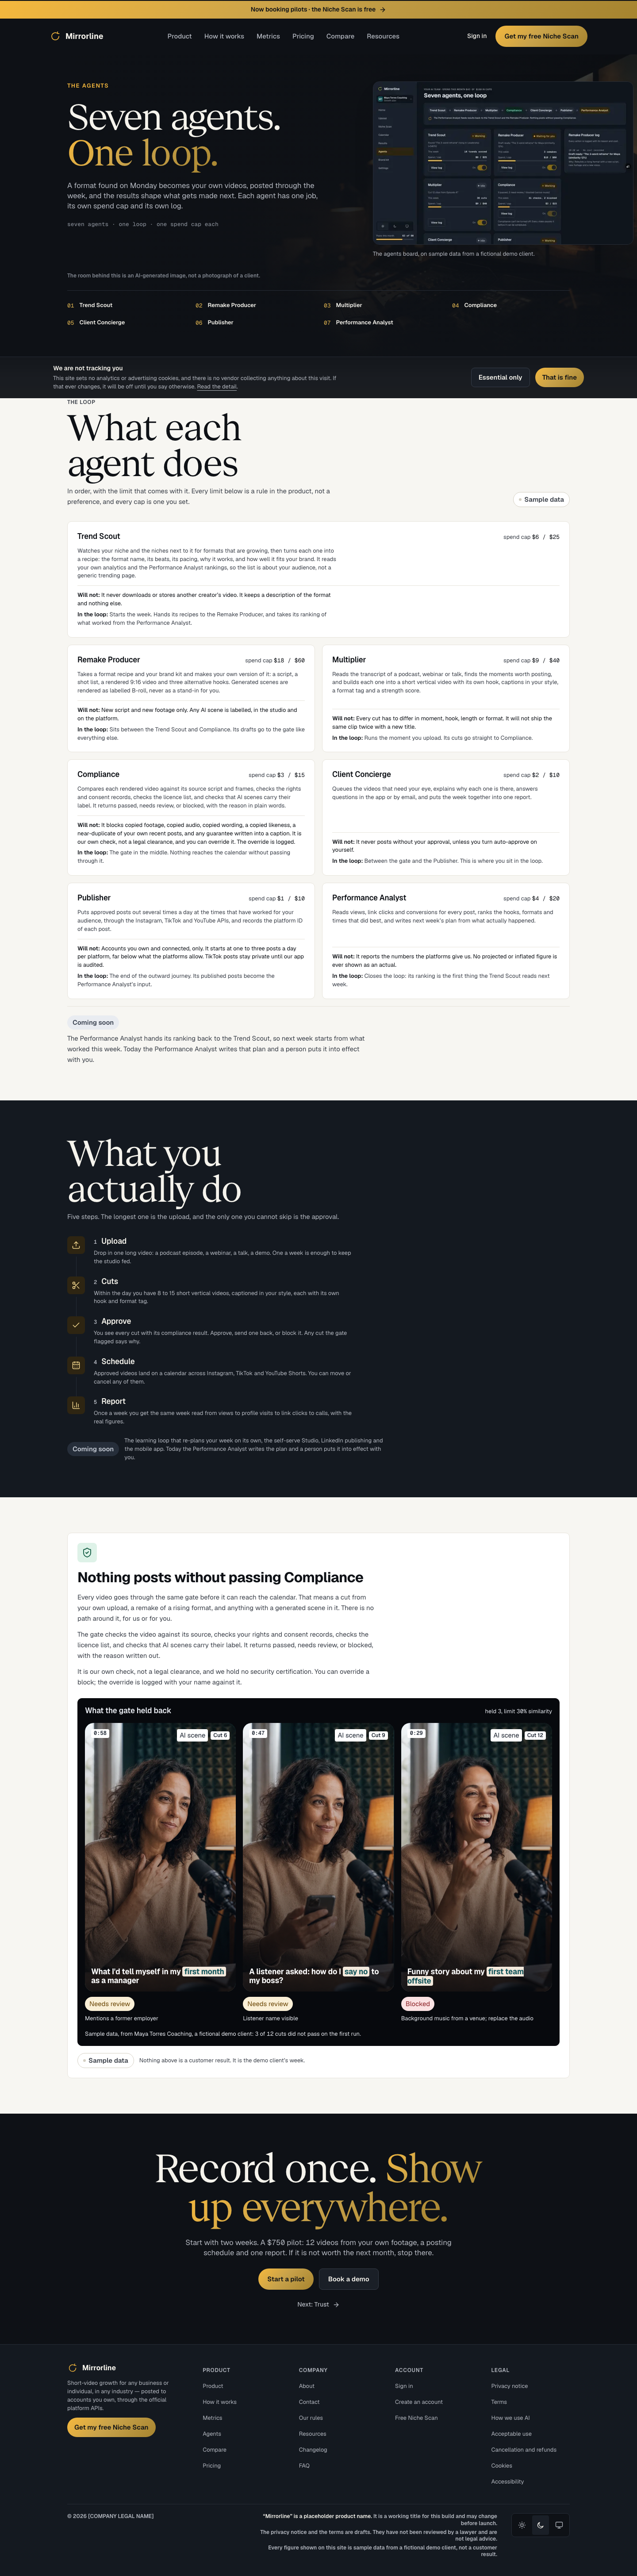 Now booking pilots · the Niche Scan is free →
Mirrorline
Product
How it works
Metrics
Pricing
Compare
Resources
Sign in
Get my free Niche Scan
THE AGENTS
Seven agents.
One loop.
A format found on Monday becomes your own videos, posted through the
week, and the results shape what gets made next. Each agent has one job,
its own spend cap and its own log.
seven agents · one loop · one spend cap each
Mirrorline
Seven agents, one loop
Trend Scout
Remake Producer
Multiplier
Compliance
Client Concierge
Publisher
Performance Analyst
Trend Scout
Remake Producer
Remake Producer log
Multiplier
Compliance
Client Concierge
Publisher
The agents board, on sample data from a fictional demo client.
The room behind this is an AI-generated image, not a photograph of a client.
01 Trend Scout
02 Remake Producer
03 Multiplier
04 Compliance
05 Client Concierge
06 Publisher
07 Performance Analyst
We are not tracking you
This site sets no analytics or advertising cookies, and there is no vendor collecting anything about this visit. If
that ever changes, it will be off until you say otherwise. Read the detail.
Essential only
That is fine
THE LOOP
What each
agent does
In order, with the limit that comes with it. Every limit below is a rule in the product, not a
preference, and every cap is one you set.
Sample data
Trend Scout
spend cap $6 / $25
Watches your niche and the niches next to it for formats that are growing, then turns each one into
a recipe: the format name, its beats, its pacing, why it works, and how well it fits your brand. It reads
your own analytics and the Performance Analyst rankings, so the list is about your audience, not a
generic trending page.
Will not: It never downloads or stores another creator's video. It keeps a description of the format
and nothing else.
In the loop: Starts the week. Hands its recipes to the Remake Producer, and takes its ranking of
what worked from the Performance Analyst.
Remake Producer
spend cap $18 / $60
Takes a format recipe and your brand kit and makes your own version of it: a script, a
shot list, a rendered 9:16 video and three alternative hooks. Generated scenes are
rendered as labelled B-roll, never as a stand-in for you.
Will not: New script and new footage only. Any AI scene is labelled, in the studio and
on the platform.
In the loop: Sits between the Trend Scout and Compliance. Its drafts go to the gate like
everything else.
Multiplier
spend cap $9 / $40
Reads the transcript of a podcast, webinar or talk, finds the moments worth posting,
and builds each one into a short vertical video with its own hook, captions in your style,
a format tag and a strength score.
Will not: Every cut has to differ in moment, hook, length or format. It will not ship the
same clip twice with a new title.
In the loop: Runs the moment you upload. Its cuts go straight to Compliance.
Compliance
spend cap $3 / $15
Compares each rendered video against its source script and frames, checks the rights
and consent records, checks the licence list, and checks that AI scenes carry their
label. It returns passed, needs review, or blocked, with the reason in plain words.
Will not: It blocks copied footage, copied audio, copied wording, a copied likeness, a
near-duplicate of your own recent posts, and any guarantee written into a caption. It is
our own check, not a legal clearance, and you can override it. The override is logged.
In the loop: The gate in the middle. Nothing reaches the calendar without passing
through it.
Client Concierge
spend cap $2 / $10
Queues the videos that need your eye, explains why each one is there, answers
questions in the app or by email, and puts the week together into one report.
Will not: It never posts without your approval, unless you turn auto-approve on
yourself.
In the loop: Between the gate and the Publisher. This is where you sit in the loop.
Publisher
spend cap $1 / $10
Puts approved posts out several times a day at the times that have worked for your
audience, through the Instagram, TikTok and YouTube APIs, and records the platform ID
of each post.
Will not: Accounts you own and connected, only. It starts at one to three posts a day
per platform, far below what the platforms allow. TikTok posts stay private until our app
is audited.
In the loop: The end of the outward journey. Its published posts become the
Performance Analyst's input.
Performance Analyst
spend cap $4 / $20
Reads views, link clicks and conversions for every post, ranks the hooks, formats and
times that did best, and writes next week's plan from what actually happened.
Will not: It reports the numbers the platforms give us. No projected or inflated figure is
ever shown as an actual.
In the loop: Closes the loop: its ranking is the first thing the Trend Scout reads next
week.
Coming soon
The Performance Analyst hands its ranking back to the Trend Scout, so next week starts from what
worked this week. Today the Performance Analyst writes that plan and a person puts it into effect
with you.
What you
actually do
Five steps. The longest one is the upload, and the only one you cannot skip is the approval.
1 Upload
Drop in one long video: a podcast episode, a webinar, a talk, a demo. One a week is enough to keep
the studio fed.
2 Cuts
Within the day you have 8 to 15 short vertical videos, captioned in your style, each with its own
hook and format tag.
3 Approve
You see every cut with its compliance result. Approve, send one back, or block it. Any cut the gate
flagged says why.
4 Schedule
Approved videos land on a calendar across Instagram, TikTok and YouTube Shorts. You can move or
cancel any of them.
5 Report
Once a week you get the same week read from views to profile visits to link clicks to calls, with the
real figures.
Coming soon
The learning loop that re-plans your week on its own, the self-serve Studio, LinkedIn publishing and
the mobile app. Today the Performance Analyst writes the plan and a person puts it into effect with
you.
Nothing posts without passing Compliance
Every video goes through the same gate before it can reach the calendar. That means a cut from
your own upload, a remake of a rising format, and anything with a generated scene in it. There is no
path around it, for us or for you.
The gate checks the video against its source, checks your rights and consent records, checks the
licence list, and checks that AI scenes carry their label. It returns passed, needs review, or blocked,
with the reason written out.
It is our own check, not a legal clearance, and we hold no security certification. You can override a
block; the override is logged with your name against it.
What the gate held back
held 3, limit 30% similarity
0:58
AI scene
Cut 6
What I'd tell myself in my first month
as a manager
Needs review
Mentions a former employer
0:47
AI scene
Cut 9
A listener asked: how do I say no to
my boss?
Needs review
Listener name visible
0:29
AI scene
Cut 12
Funny story about my first team
offsite
Blocked
Background music from a venue; replace the audio
Sample data, from Maya Torres Coaching, a fictional demo client: 3 of 12 cuts did not pass on the first run.
Sample data
Nothing above is a customer result. It is the demo client's week.
Record once. Show
up everywhere.
Start with two weeks. A $750 pilot: 12 videos from your own footage, a posting
schedule and one report. If it is not worth the next month, stop there.
Start a pilot
Book a demo
Next: Trust →
Mirrorline
Short-video growth for any business or
individual, in any industry — posted to
accounts you own, through the official
platform APIs.
Get my free Niche Scan
PRODUCT
Product
How it works
Metrics
Agents
Compare
Pricing
COMPANY
About
Contact
Our rules
Resources
Changelog
FAQ
ACCOUNT
Sign in
Create an account
Free Niche Scan
LEGAL
Privacy notice
Terms
How we use AI
Acceptable use
Cancellation and refunds
Cookies
Accessibility
© 2026 [COMPANY LEGAL NAME]
"Mirrorline" is a placeholder product name. It is a working title for this build and may change
before launch.
The privacy notice and the terms are drafts. They have not been reviewed by a lawyer and are
not legal advice.
Every figure shown on this site is sample data from a fictional demo client, not a customer
result.